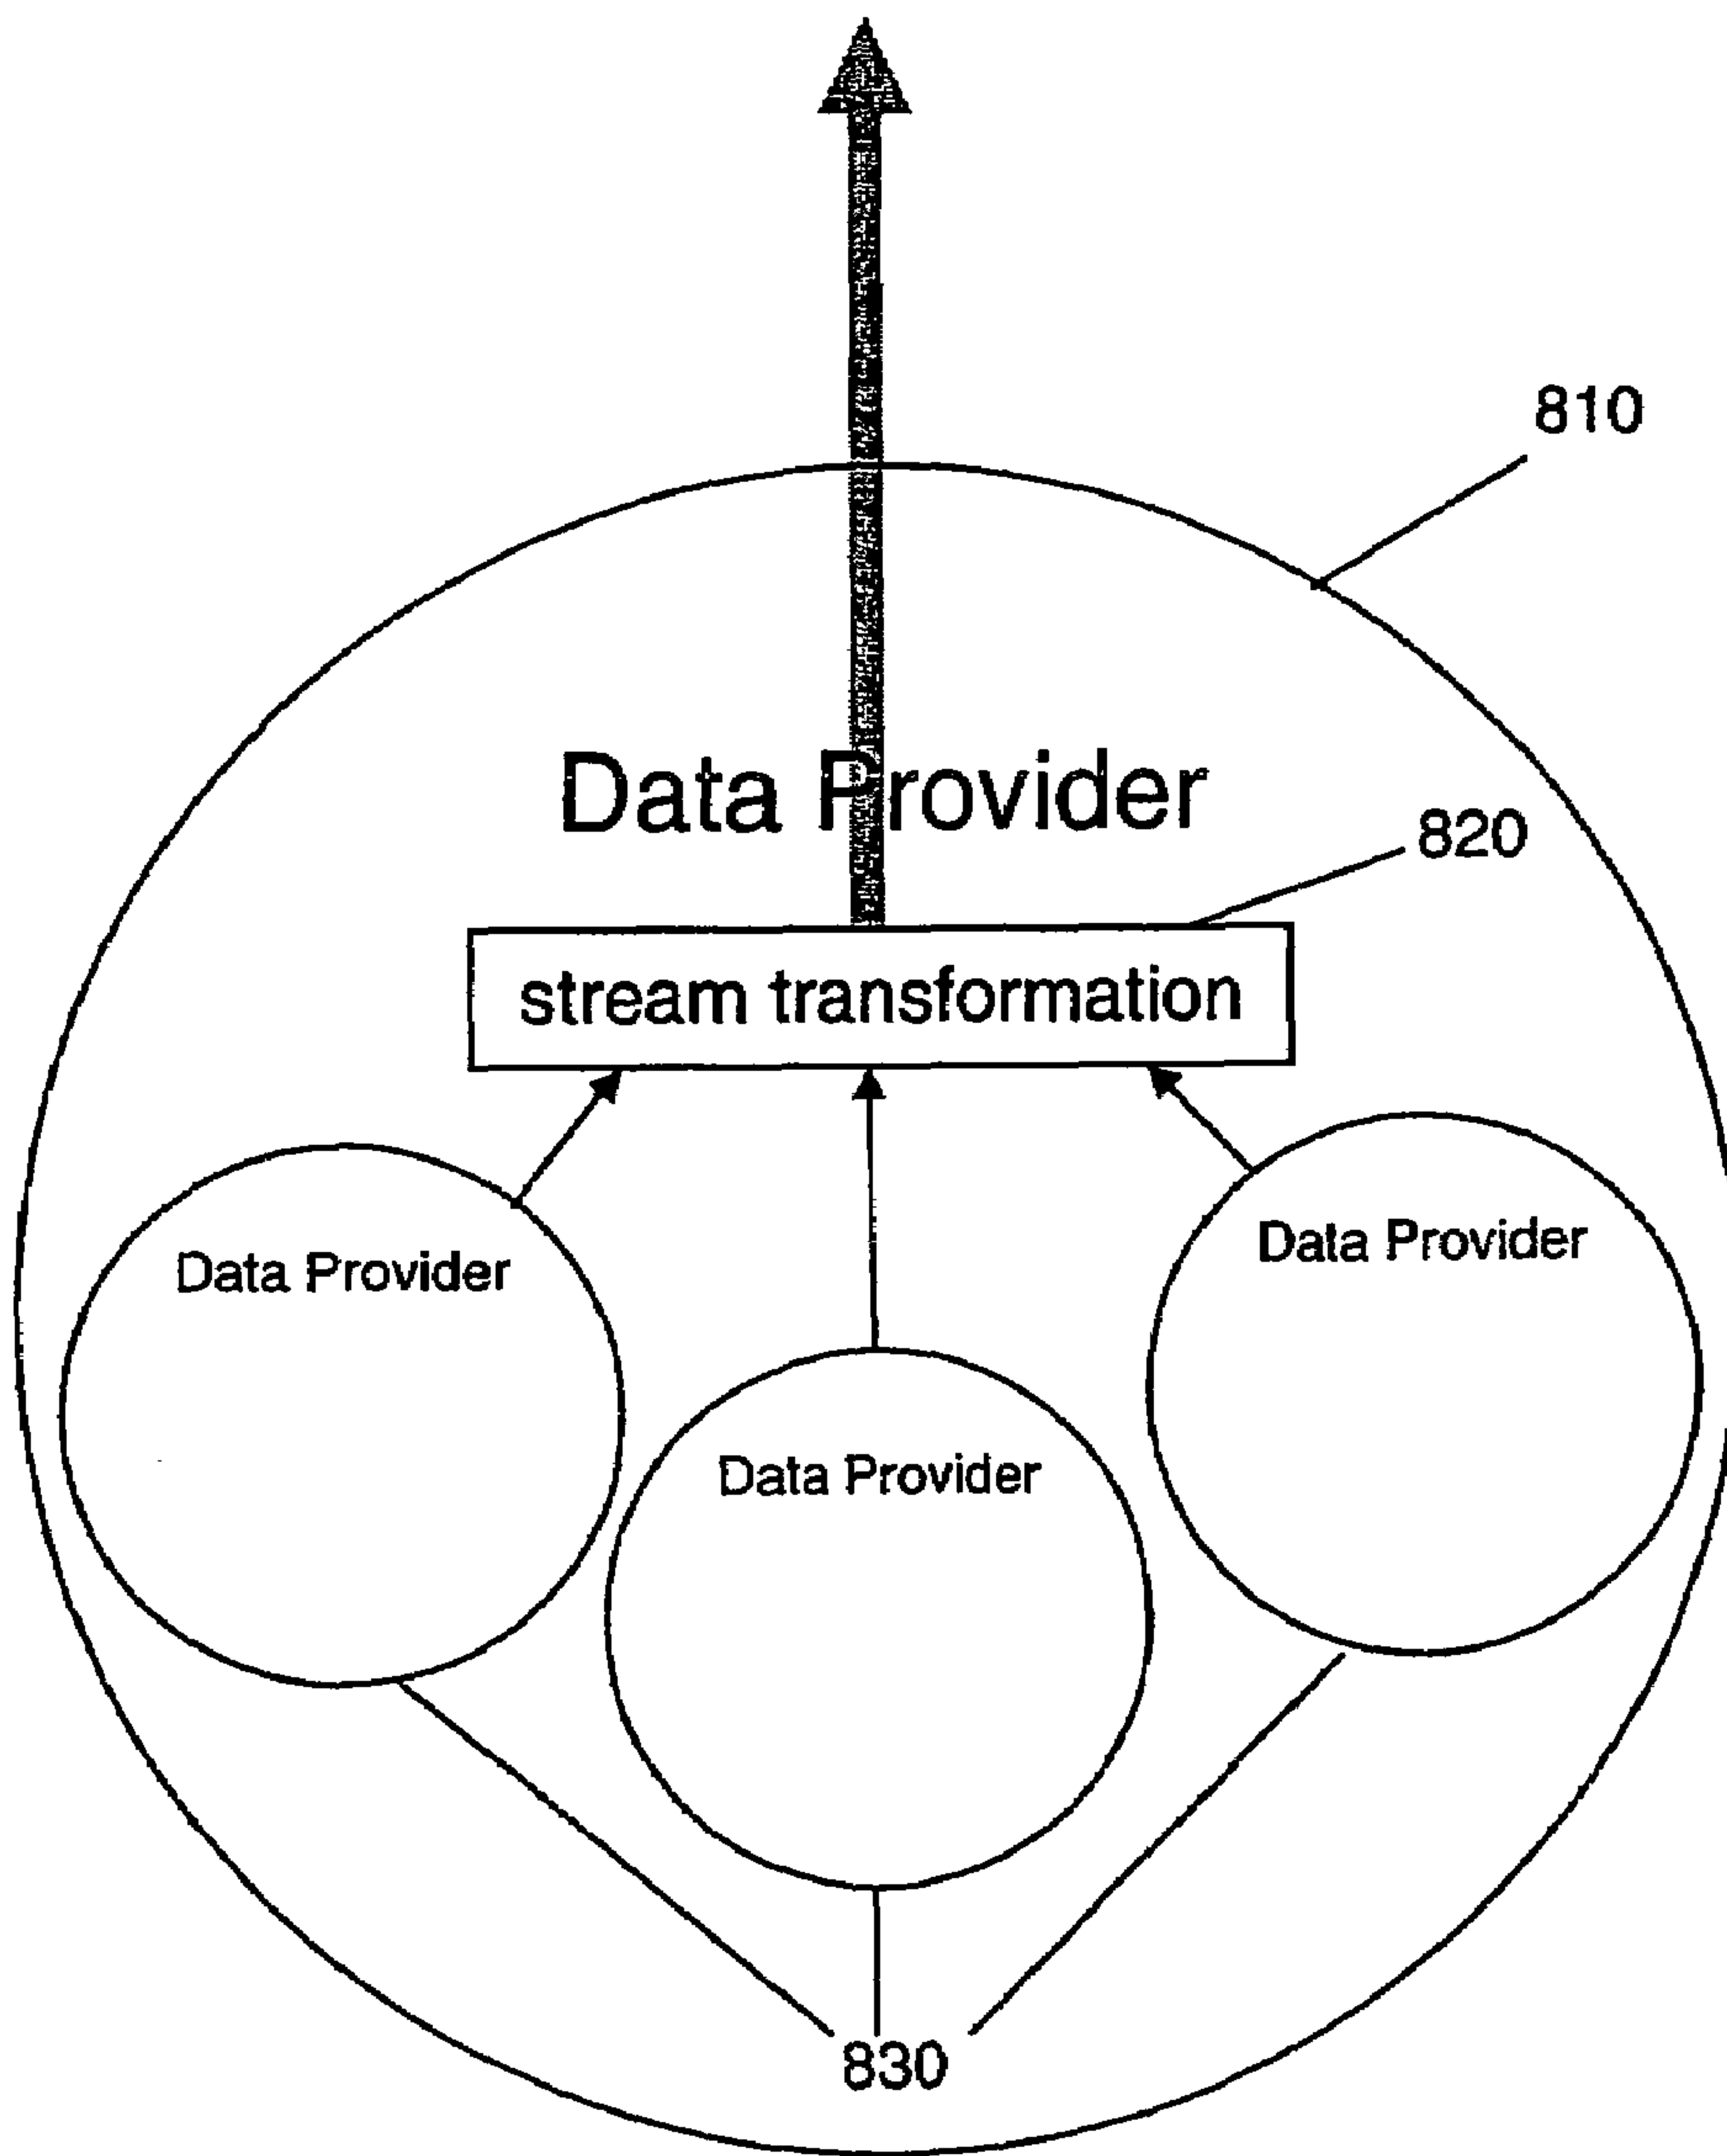 810
Data Provider
820
stream transformation
Data Provider
Data Provider
Data Provider
830